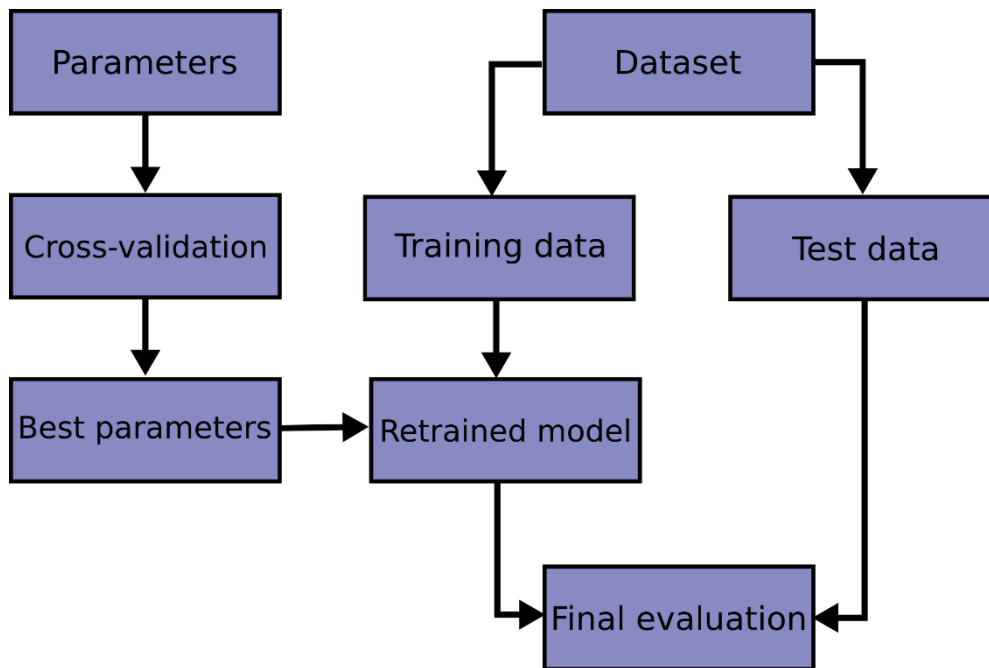 Parameters
Dataset
Cross-validation
Training data
Test data
Best parameters
Retrained model
Final evaluation